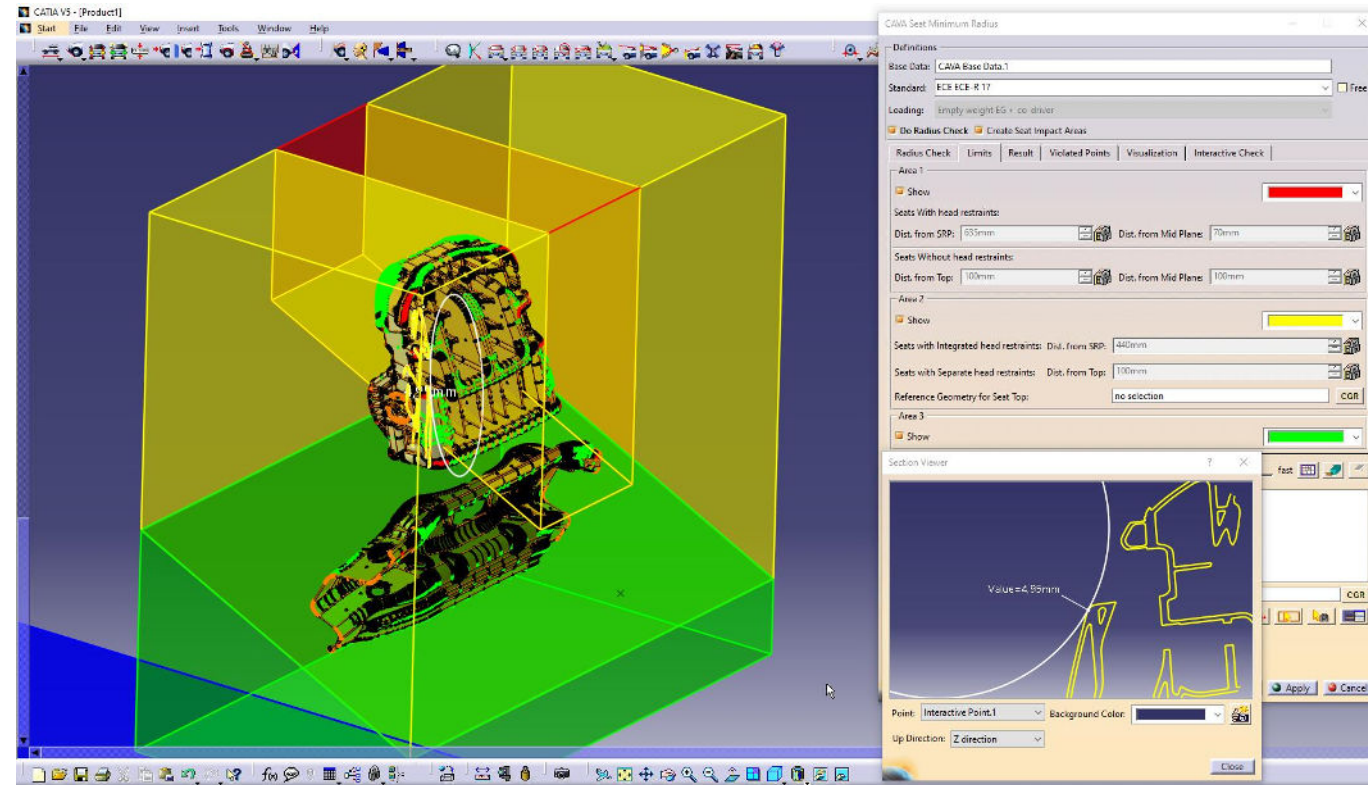 CATIA V5 - [Product1]
Start File Edit View Insert Tools Window Help
CAVA Seat Minimum Radius
Definitions
Base Data: CAVA Base Data.1
Standard: ECE ECE-R 17 Free
Loading: Empty weight EG + co-driver
Do Radius Check Create Seat Impact Areas
Radius Check Limits Result Violated Points Visualization Interactive Check
Area 1
Show
Seats With head restraints:
Dist. from SRP: 635mm Dist. from Mid Plane: 70mm
Seats Without head restraints:
Dist. from Top: 100mm Dist. from Mid Plane: 100mm
Area 2
Show
Seats with Integrated head restraints: Dist. from SRP: 440mm
Seats with Separate head restraints: Dist. from Top: 100mm
Reference Geometry for Seat Top: no selection CGR
Area 3
Show
Section Viewer ? fast
Value=4,95mm
CGR
Apply Cancel
Point: Interactive Point.1 Background Color:
Up Direction: Z direction
Close